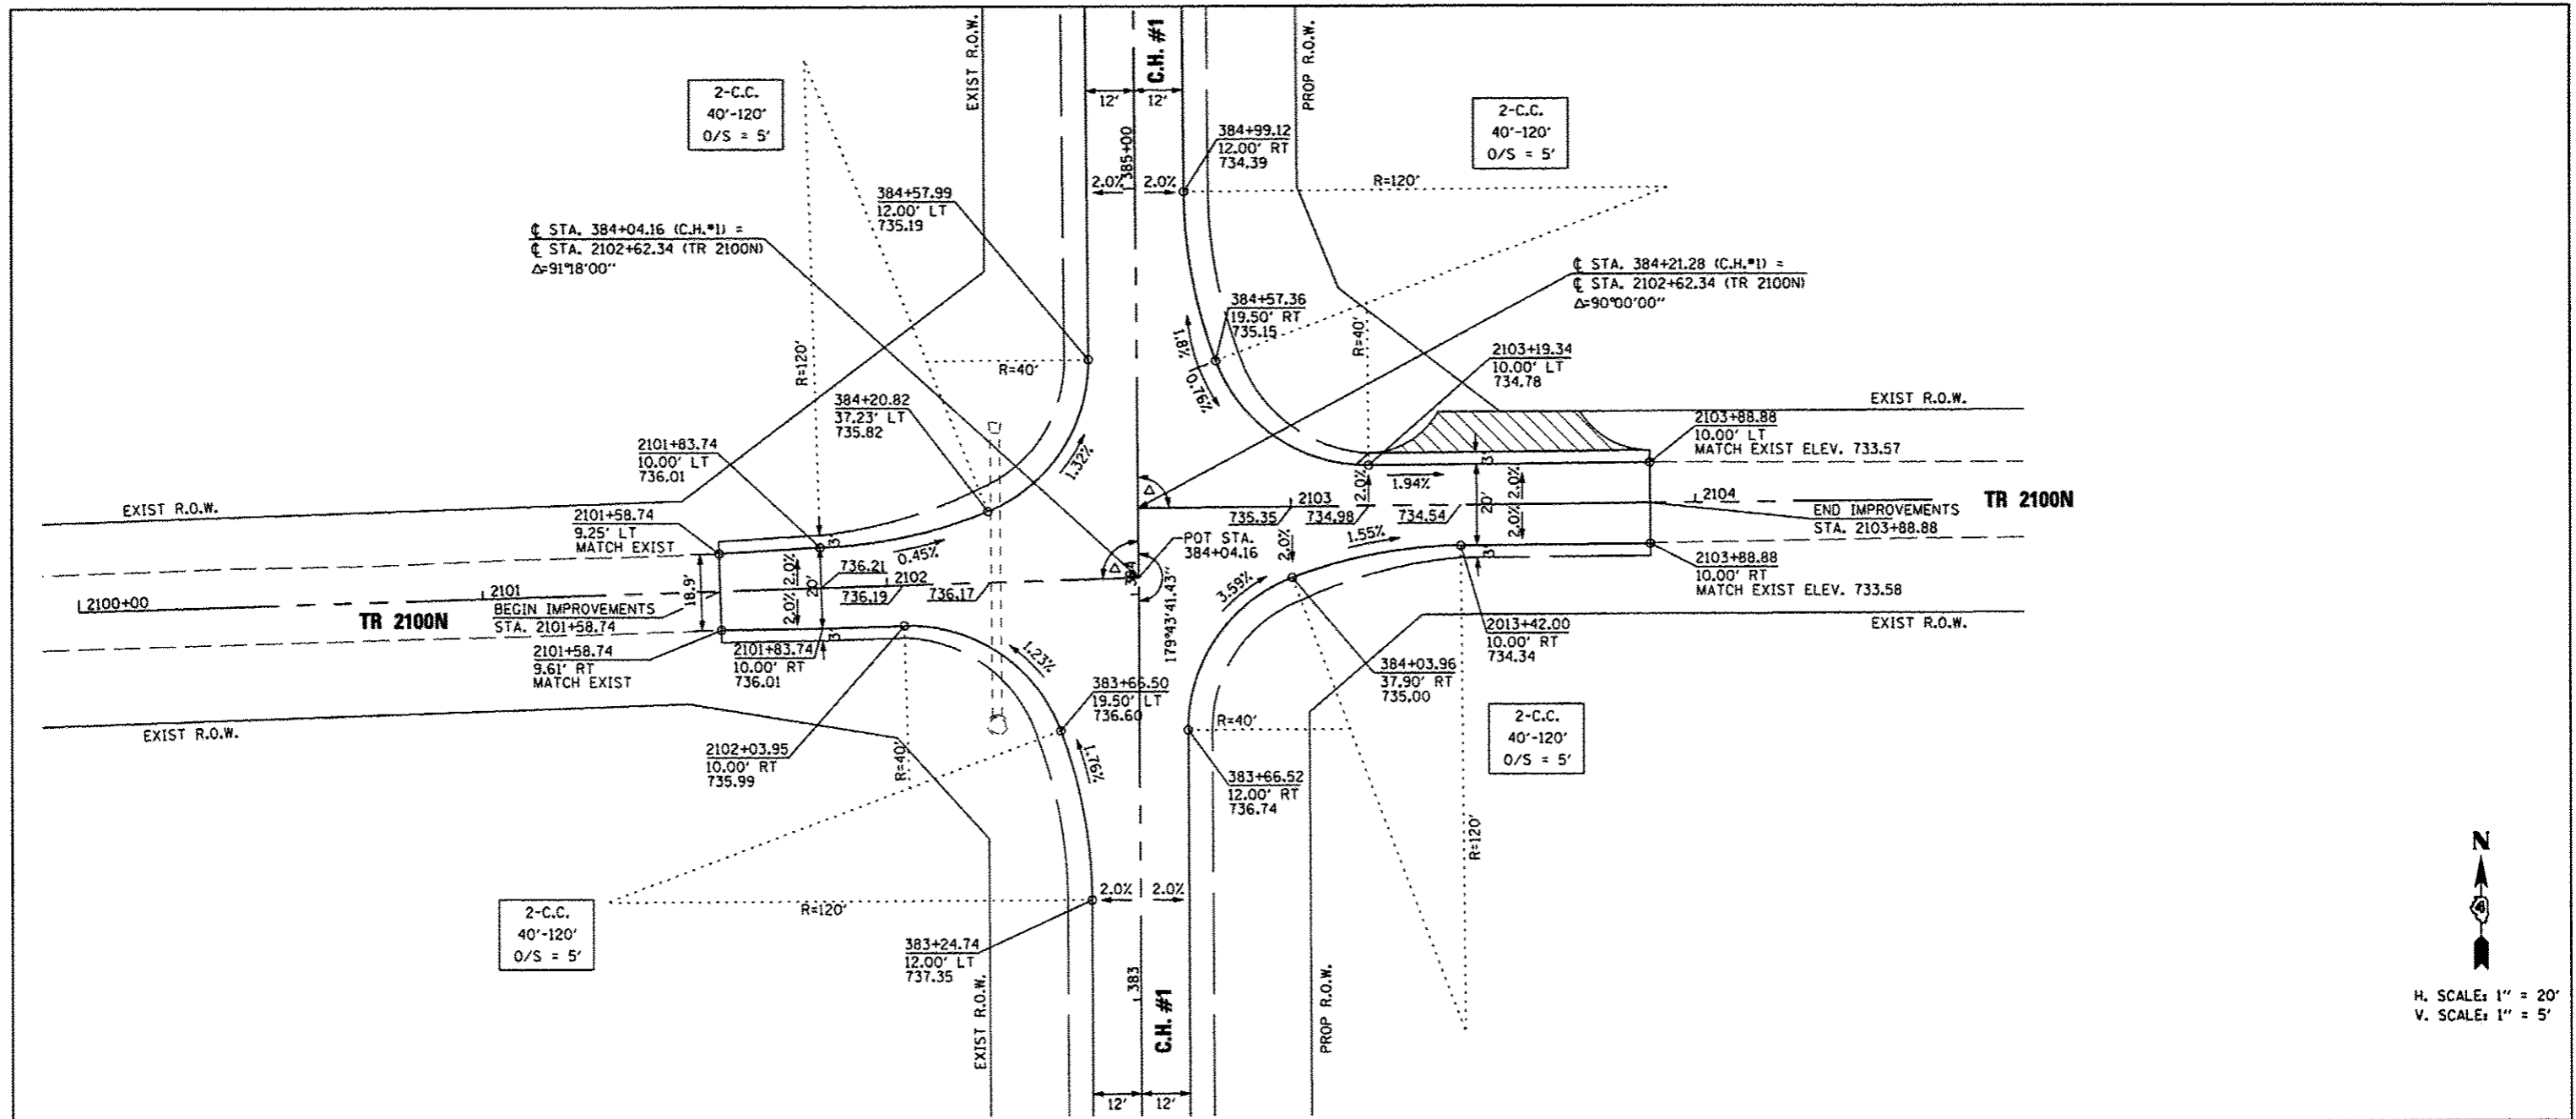 EXIST R.O.W.
C.H. #1
PROP R.O.W.
2-C.C.
40'-120'
O/S = 5'
2-C.C.
40'-120'
O/S = 5'
12'
12'
385+00
384+99.12
12.00' RT
734.39
2.0%
2.0%
R=120'
384+57.99
12.00' LT
735.19
℄ STA. 384+04.16 (C.H.#1) =
℄ STA. 2102+62.34 (TR 2100N)
Δ=91°18'00"
℄ STA. 384+21.28 (C.H.#1) =
℄ STA. 2102+62.34 (TR 2100N)
Δ=90°00'00"
384+57.36
19.50' RT
735.15
R=120'
R=40'
1.8%
0.76%
R=40'
2103+19.34
10.00' LT
734.78
384+20.82
37.23' LT
735.82
EXIST R.O.W.
2103+88.88
10.00' LT
MATCH EXIST ELEV. 733.57
2101+83.74
10.00' LT
736.01
1.32%
EXIST R.O.W.
2101+58.74
9.25' LT
MATCH EXIST
3'
0.45%
Δ
2.0%
1.94%
3'
20'
2.0%
2.0%
2103
735.35
734.98
734.54
2104
TR 2100N
END IMPROVEMENTS
STA. 2103+88.88
POT STA.
384+04.16
2.0%
1.55%
3'
736.21
2102
736.19
736.17
Δ
384
179°43'41.43"
2103+88.88
10.00' RT
MATCH EXIST ELEV. 733.58
2100+00
2101
BEGIN IMPROVEMENTS
STA. 2101+58.74
TR 2100N
18.9'
2.0%
2.0%
20'
3'
3.59%
2013+42.00
10.00' RT
734.34
EXIST R.O.W.
2101+58.74
9.61' RT
MATCH EXIST
2101+83.74
10.00' RT
736.01
1.23%
384+03.96
37.90' RT
735.00
383+66.50
19.50' LT
736.60
EXIST R.O.W.
2102+03.95
10.00' RT
735.99
R=40'
1.76%
R=40'
2-C.C.
40'-120'
O/S = 5'
383+66.52
12.00' RT
736.74
R=120'
2.0%
2.0%
R=120'
2-C.C.
40'-120'
O/S = 5'
383+24.74
12.00' LT
737.35
383
EXIST R.O.W.
C.H. #1
PROP R.O.W.
12'
12'
N
H. SCALE: 1" = 20'
V. SCALE: 1" = 5'